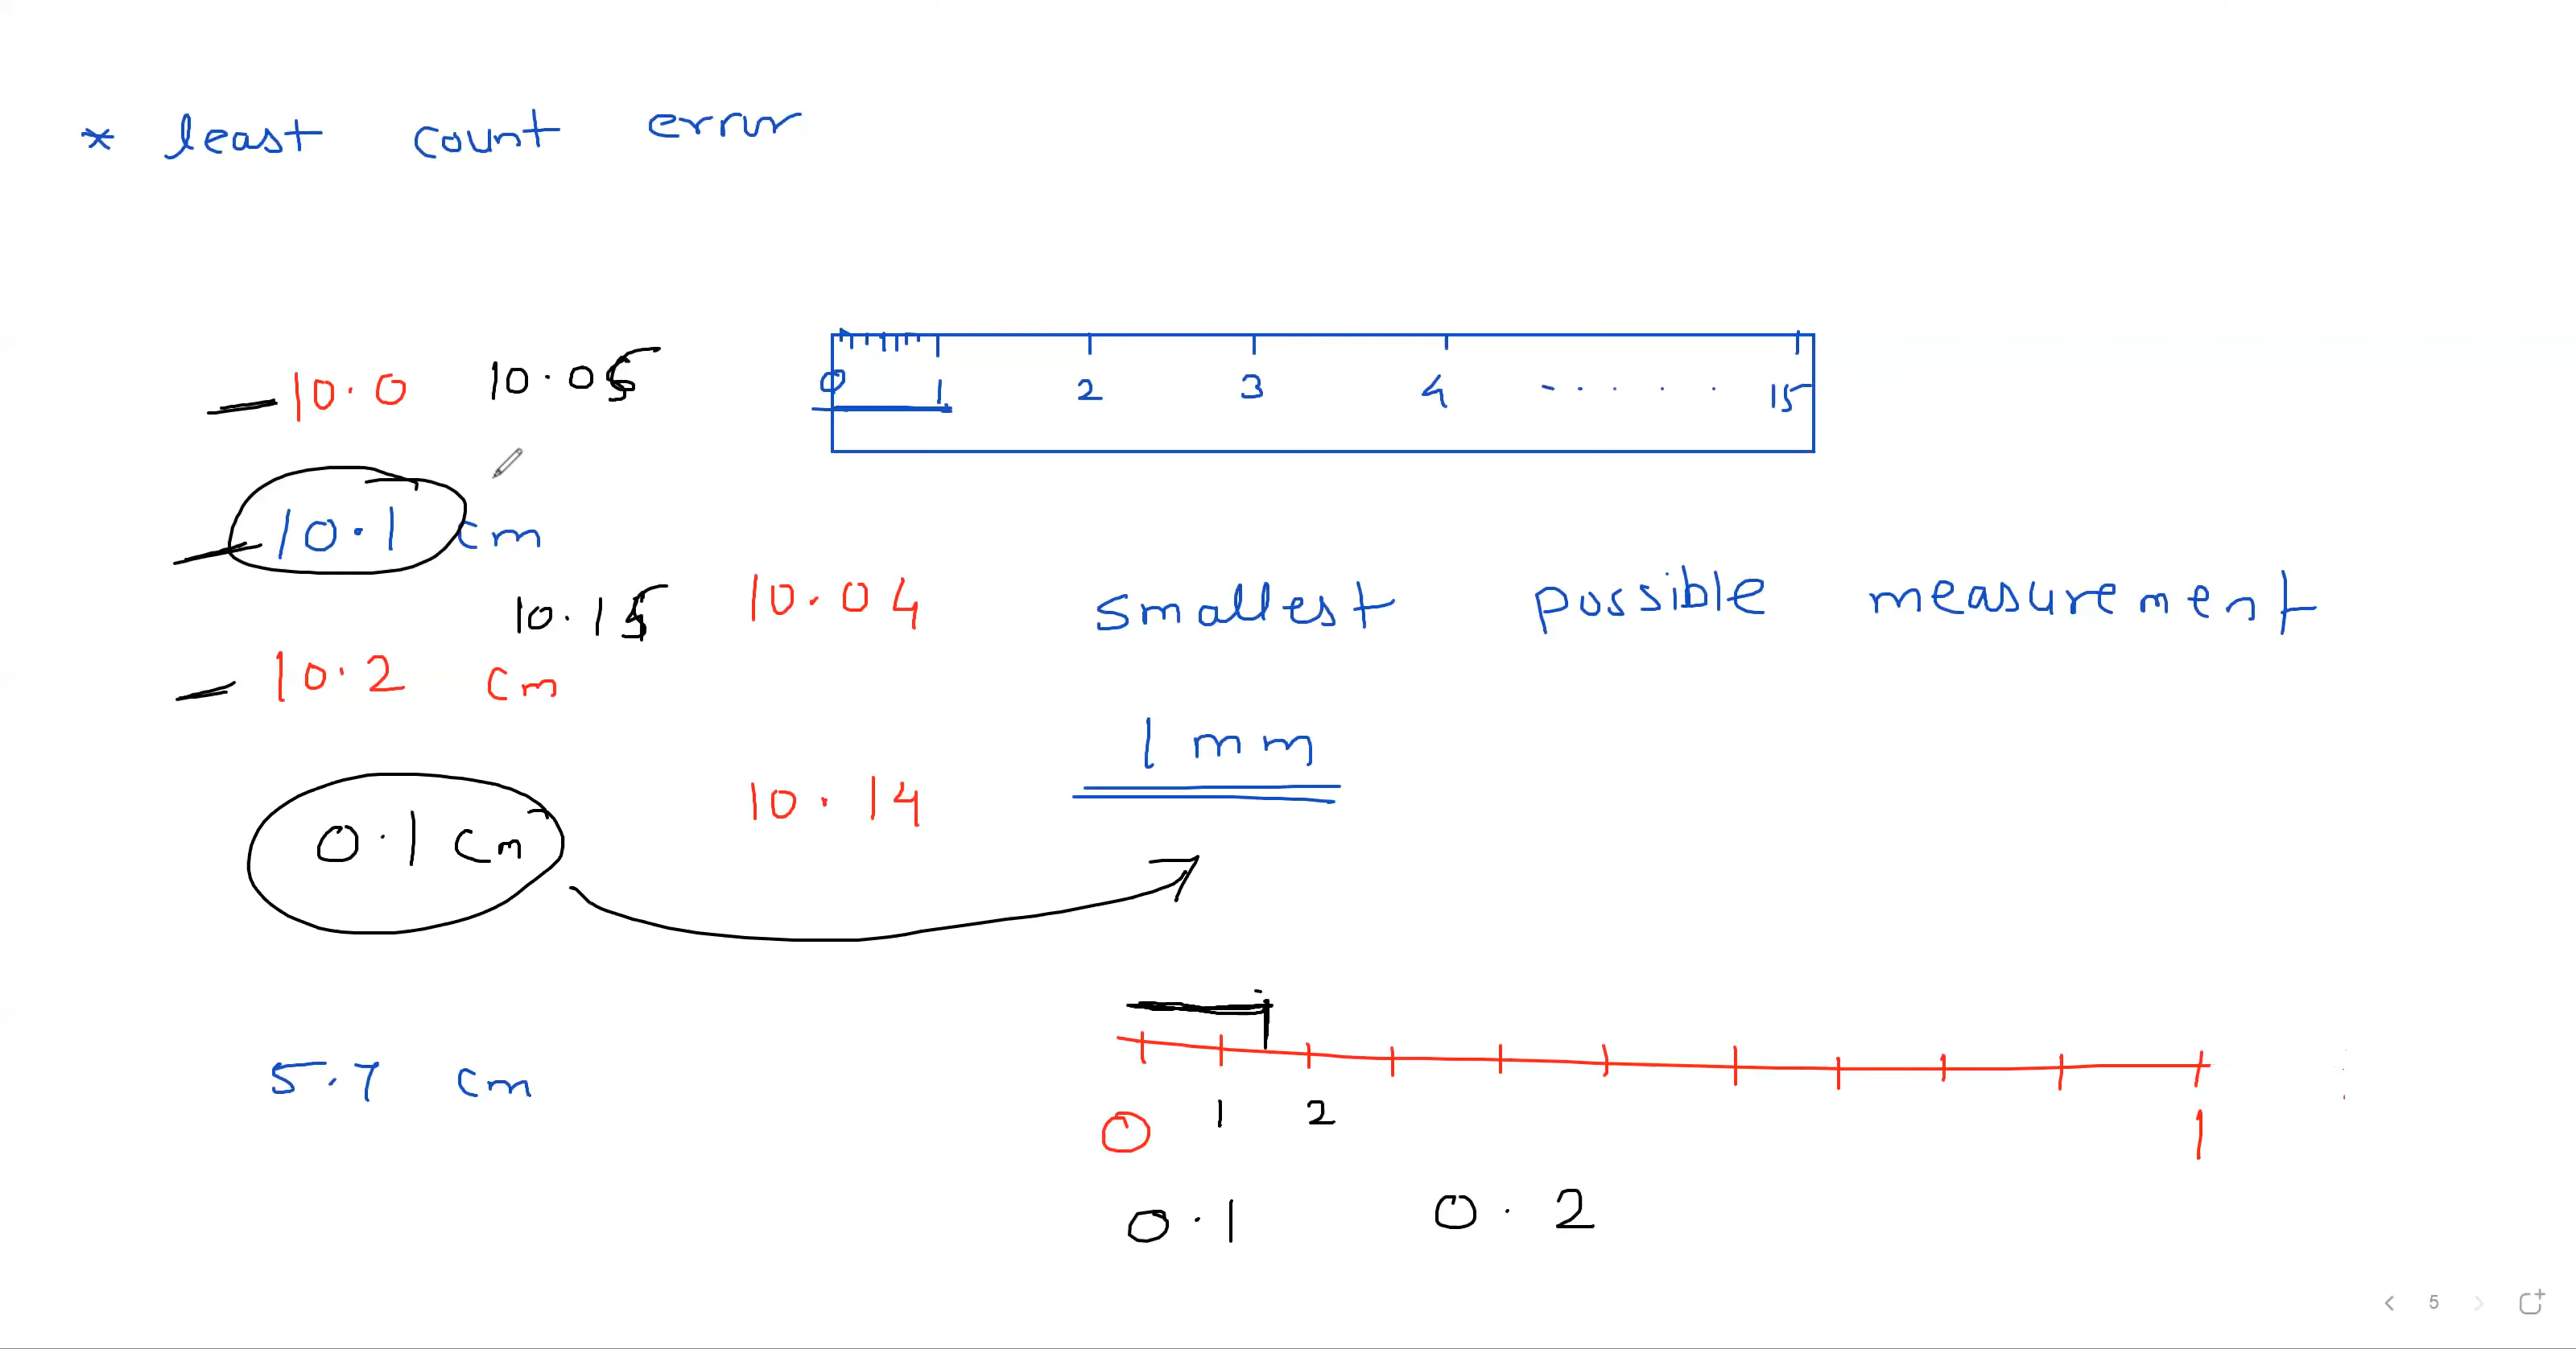 * least count error
10.0 10.05
0 1 2 3 4 - . . . . . 15
10.1 cm
10.15 10.04 smallest possible measurement
10.2 cm
1 mm
10.14
0.1 cm
5.7 cm
0 1 2 1
0.1 0.2
5